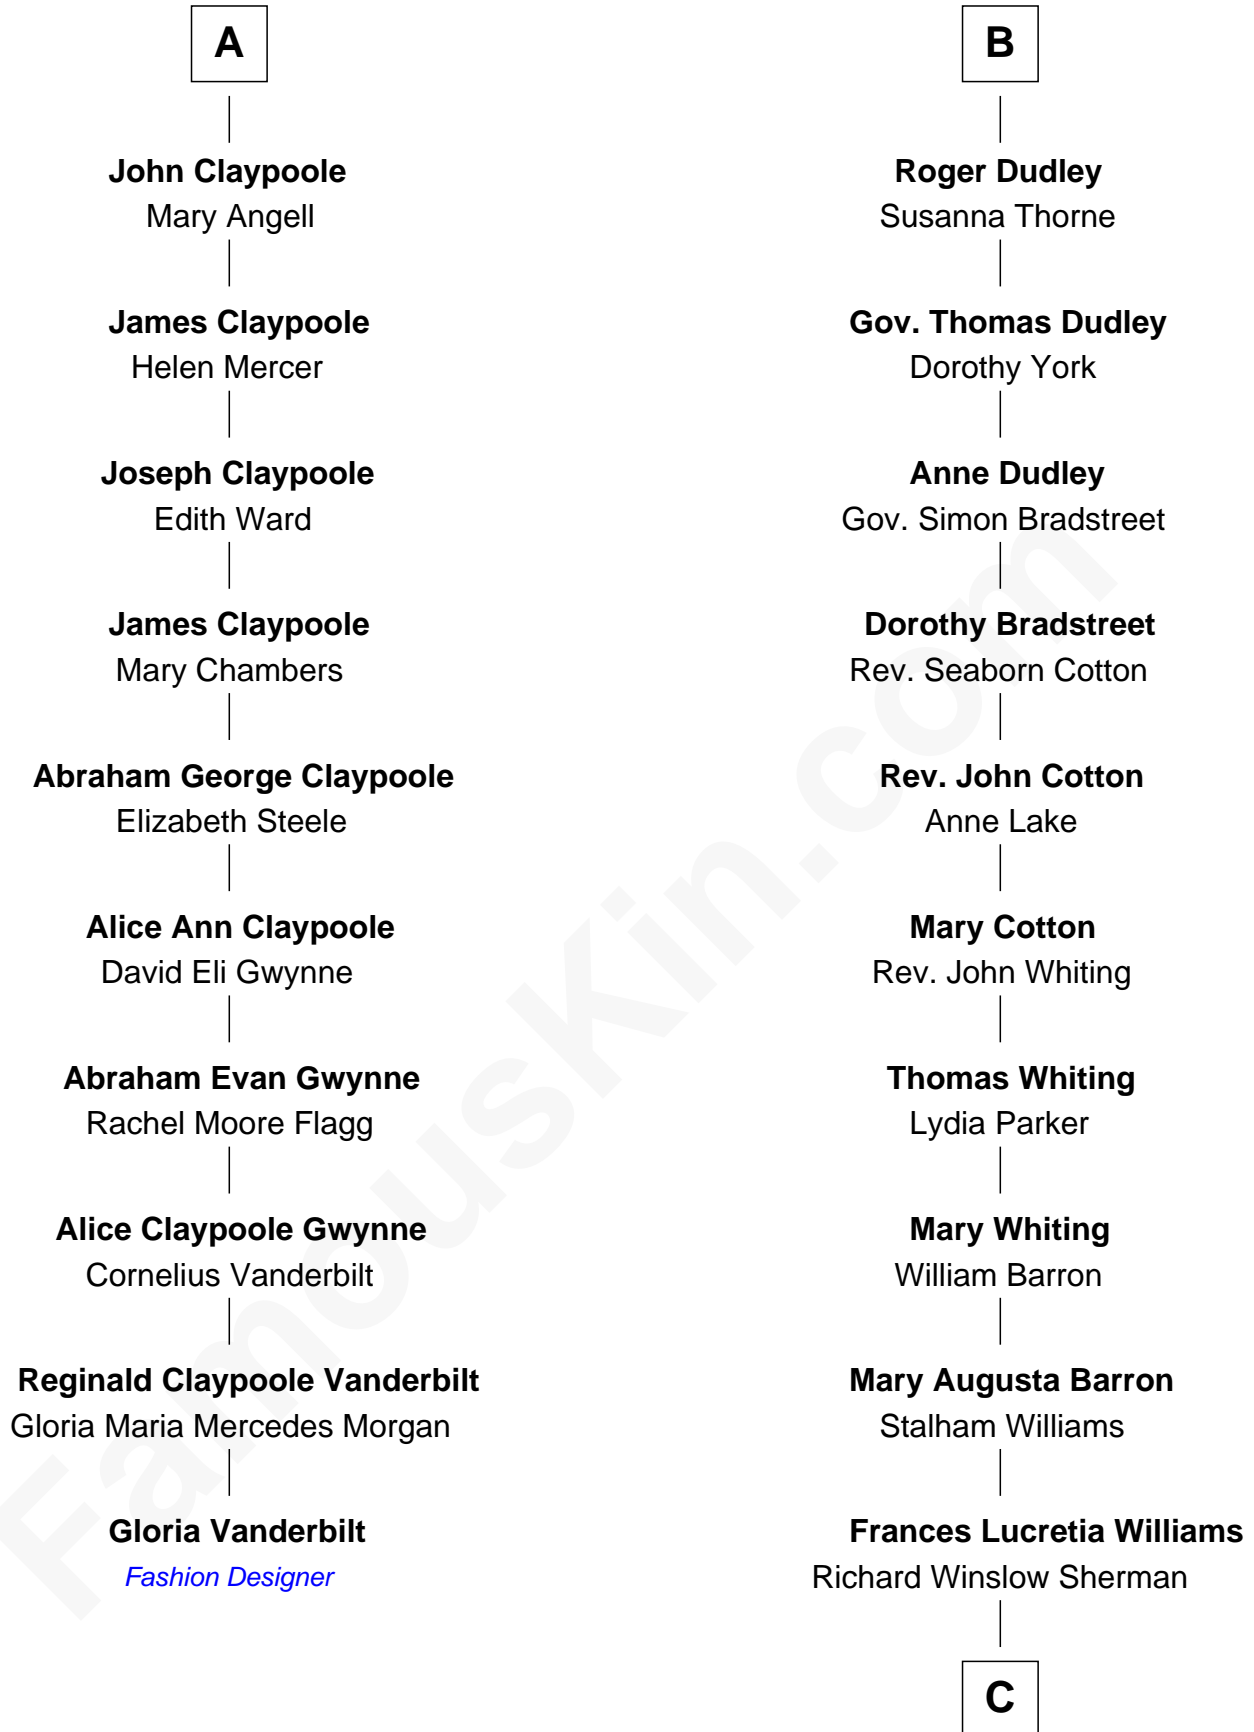 A
John Claypoole
Mary Angell
James Claypoole
Helen Mercer
Joseph Claypoole
Edith Ward
James Claypoole
Mary Chambers
Abraham George Claypoole
Elizabeth Steele
Alice Ann Claypoole
David Eli Gwynne
Abraham Evan Gwynne
Rachel Moore Flagg
Alice Claypoole Gwynne
Cornelius Vanderbilt
Reginald Claypoole Vanderbilt
Gloria Maria Mercedes Morgan
Gloria Vanderbilt
Fashion Designer
B
Roger Dudley
Susanna Thorne
Gov. Thomas Dudley
Dorothy York
Anne Dudley
Gov. Simon Bradstreet
Dorothy Bradstreet
Rev. Seaborn Cotton
Rev. John Cotton
Anne Lake
Mary Cotton
Rev. John Whiting
Thomas Whiting
Lydia Parker
Mary Whiting
William Barron
Mary Augusta Barron
Stalham Williams
Frances Lucretia Williams
Richard Winslow Sherman
C
FamousKin.com